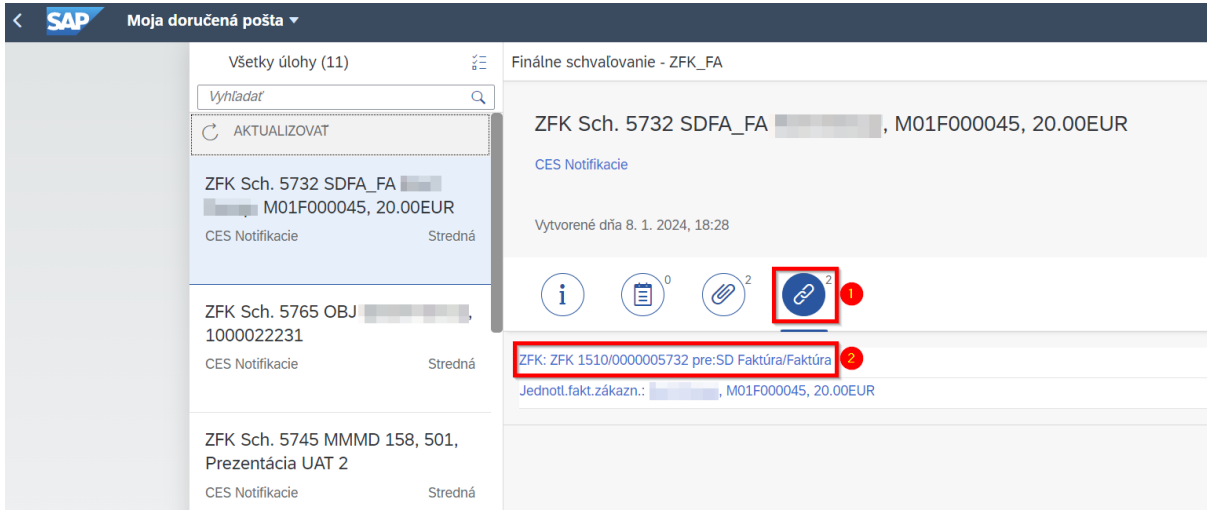 SAP Moja doručená pošta
Všetky úlohy (11)
Vyhľadať
AKTUALIZOVAŤ
ZFK Sch. 5732 SDFA_FA
M01F000045, 20.00EUR
CES Notifikacie Stredná
ZFK Sch. 5765 OBJ ,
1000022231
CES Notifikacie Stredná
ZFK Sch. 5745 MMMD 158, 501,
Prezentácia UAT 2
CES Notifikacie Stredná
Finálne schvaľovanie - ZFK_FA
ZFK Sch. 5732 SDFA_FA , M01F000045, 20.00EUR
CES Notifikacie
Vytvorené dňa 8. 1. 2024, 18:28
0 2 2 1
ZFK: ZFK 1510/0000005732 pre:SD Faktúra/Faktúra 2
Jednotl.fakt.zákazn.: , M01F000045, 20.00EUR